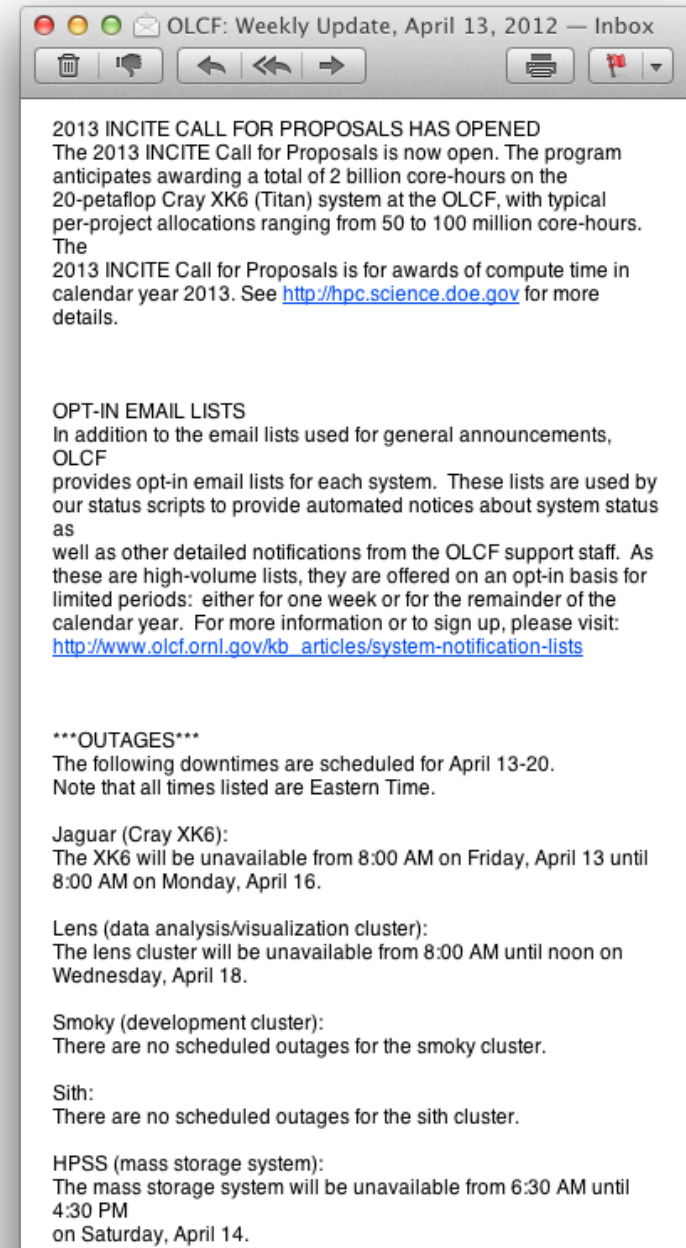 OLCF: Weekly Update, April 13, 2012 — Inbox
2013 INCITE CALL FOR PROPOSALS HAS OPENED
The 2013 INCITE Call for Proposals is now open. The program
anticipates awarding a total of 2 billion core-hours on the
20-petaflop Cray XK6 (Titan) system at the OLCF, with typical
per-project allocations ranging from 50 to 100 million core-hours.
The
2013 INCITE Call for Proposals is for awards of compute time in
calendar year 2013. See http://hpc.science.doe.gov for more
details.
OPT-IN EMAIL LISTS
In addition to the email lists used for general announcements,
OLCF
provides opt-in email lists for each system.  These lists are used by
our status scripts to provide automated notices about system status
as
well as other detailed notifications from the OLCF support staff.  As
these are high-volume lists, they are offered on an opt-in basis for
limited periods:  either for one week or for the remainder of the
calendar year.  For more information or to sign up, please visit:
http://www.olcf.ornl.gov/kb_articles/system-notification-lists
***OUTAGES***
The following downtimes are scheduled for April 13-20.
Note that all times listed are Eastern Time.
Jaguar (Cray XK6):
The XK6 will be unavailable from 8:00 AM on Friday, April 13 until
8:00 AM on Monday, April 16.
Lens (data analysis/visualization cluster):
The lens cluster will be unavailable from 8:00 AM until noon on
Wednesday, April 18.
Smoky (development cluster):
There are no scheduled outages for the smoky cluster.
Sith:
There are no scheduled outages for the sith cluster.
HPSS (mass storage system):
The mass storage system will be unavailable from 6:30 AM until
4:30 PM
on Saturday, April 14.